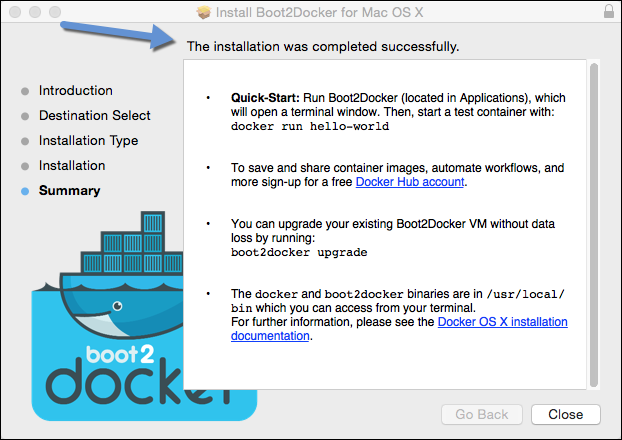 Install Boot2Docker for Mac OS X
The installation was completed successfully.
Introduction
Destination Select
Installation Type
Installation
Summary
• Quick-Start: Run Boot2Docker (located in Applications), which
will open a terminal window. Then, start a test container with:
docker run hello-world
• To save and share container images, automate workflows, and
more sign-up for a free Docker Hub account.
• You can upgrade your existing Boot2Docker VM without data
loss by running:
boot2docker upgrade
• The docker and boot2docker binaries are in /usr/local/
bin which you can access from your terminal.
For further information, please see the Docker OS X installation
documentation.
boot2
docker
Go Back
Close